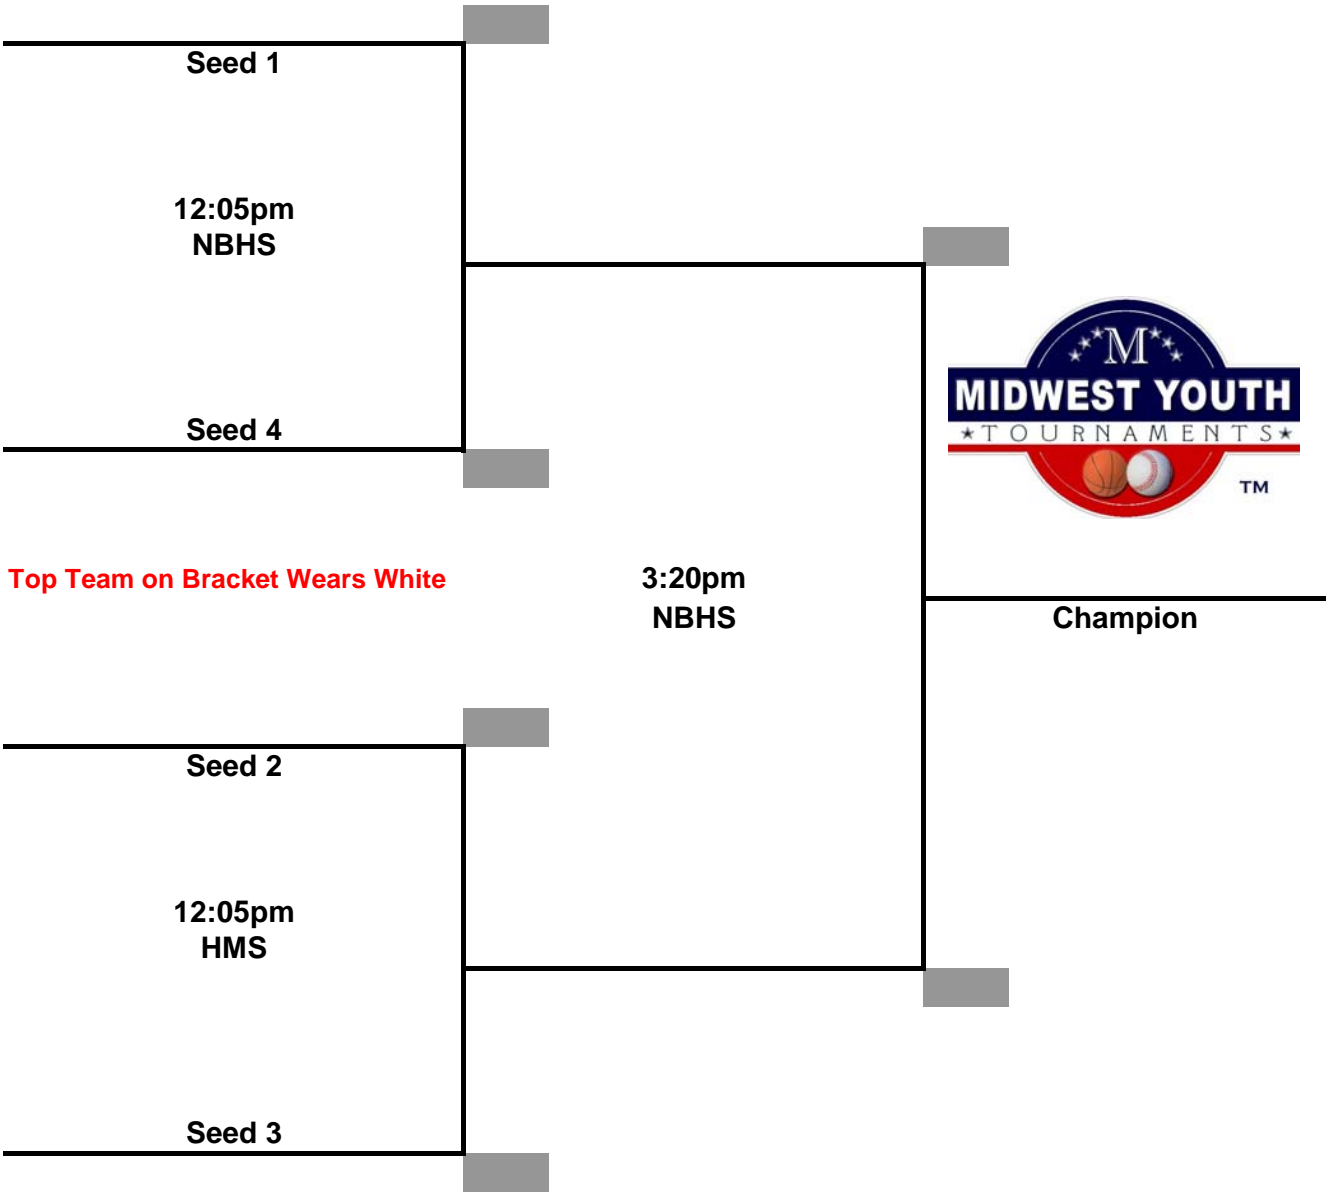 Seed 1
12:05pm
NBHS
Seed 4
M
MIDWEST YOUTH
★TOURNAMENTS★
TM
Top Team on Bracket Wears White
3:20pm
NBHS
Champion
Seed 2
12:05pm
HMS
Seed 3